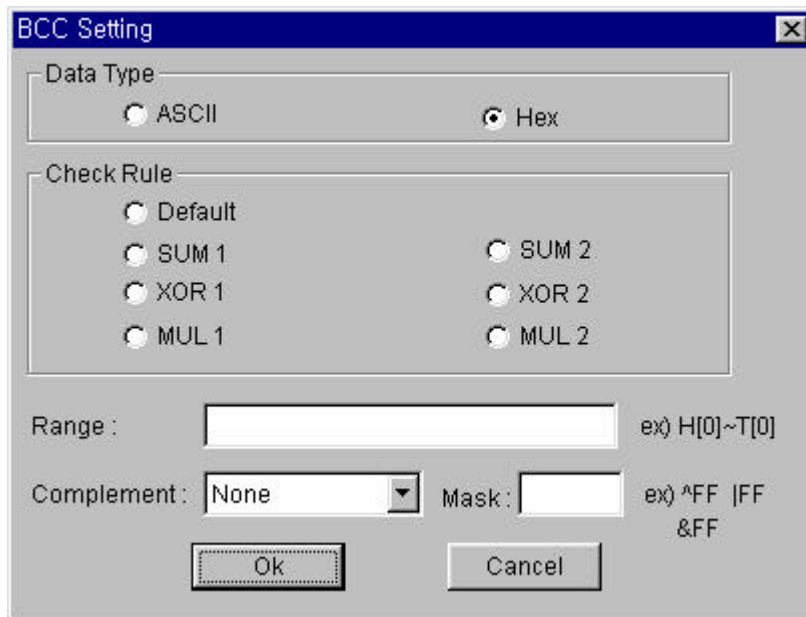 BCC Setting
Data Type
ASCII
Hex
Check Rule
Default
SUM 1
SUM 2
XOR 1
XOR 2
MUL 1
MUL 2
Range :
ex) H[0]~T[0]
Complement :
None
Mask :
ex) ^FF |FF
&FF
Ok
Cancel